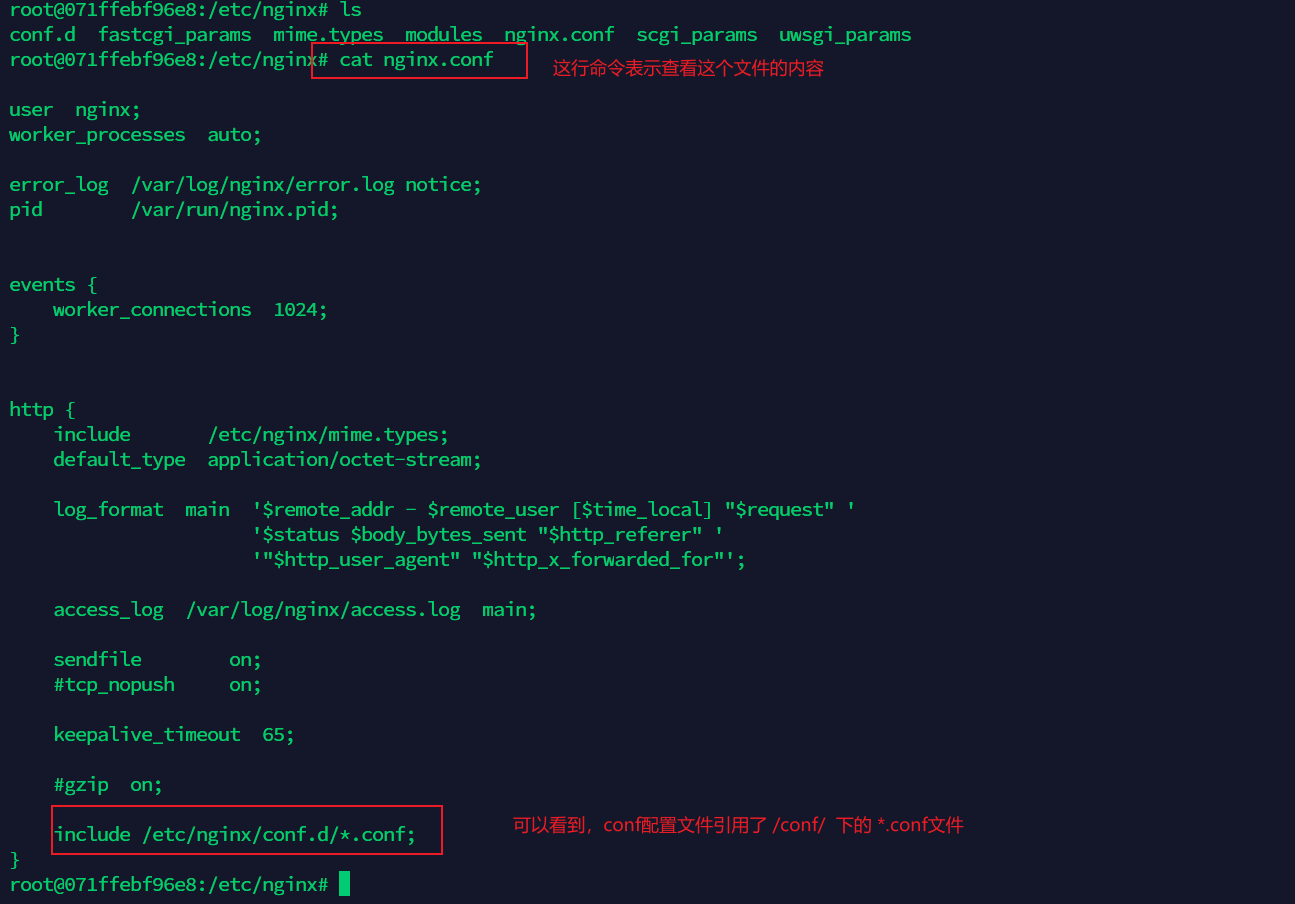 root@071ffebf96e8:/etc/nginx# ls
conf.d  fastcgi_params  mime.types  modules  nginx.conf  scgi_params  uwsgi_params
root@071ffebf96e8:/etc/nginx# cat nginx.conf
这行命令表示查看这个文件的内容
user  nginx;
worker_processes  auto;
error_log  /var/log/nginx/error.log notice;
pid        /var/run/nginx.pid;
events {
    worker_connections  1024;
}
http {
    include       /etc/nginx/mime.types;
    default_type  application/octet-stream;
    log_format  main  '$remote_addr - $remote_user [$time_local] "$request" '
                      '$status $body_bytes_sent "$http_referer" '
                      '"$http_user_agent" "$http_x_forwarded_for"';
    access_log  /var/log/nginx/access.log  main;
    sendfile        on;
    #tcp_nopush     on;
    keepalive_timeout  65;
    #gzip  on;
    include /etc/nginx/conf.d/*.conf;
可以看到，conf配置文件引用了 /conf/  下的 *.conf文件
}
root@071ffebf96e8:/etc/nginx#